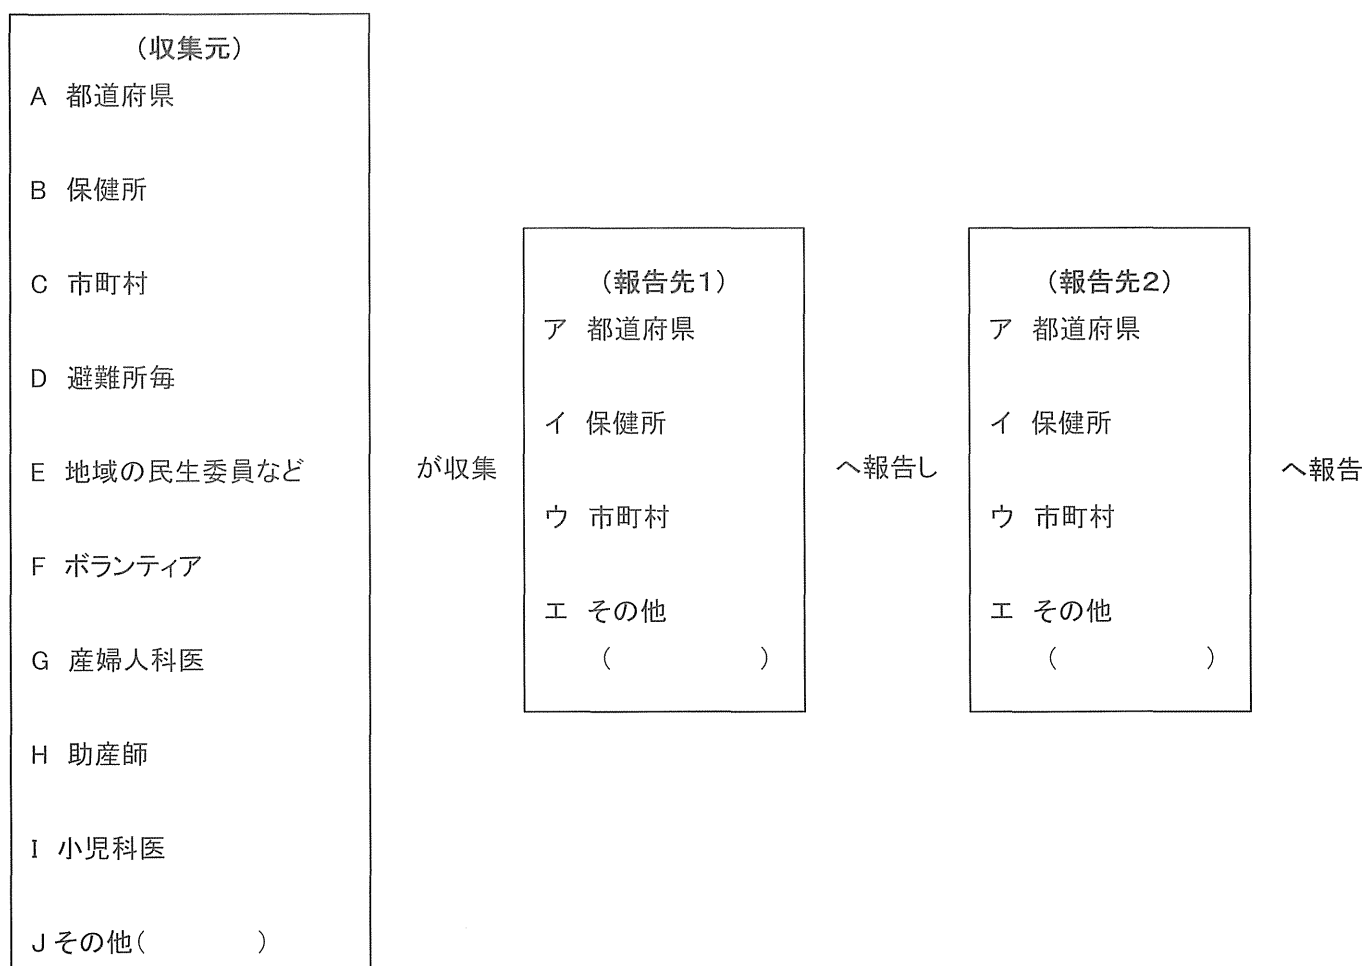 （収集元）
A 都道府県
B 保健所
C 市町村
D 避難所毎
E 地域の民生委員など
F ボランティア
G 産婦人科医
H 助産師
I 小児科医
J その他（　　　　）
が収集
（報告先1）
ア 都道府県
イ 保健所
ウ 市町村
エ その他
（　　　　　）
へ報告し
（報告先2）
ア 都道府県
イ 保健所
ウ 市町村
エ その他
（　　　　　）
へ報告